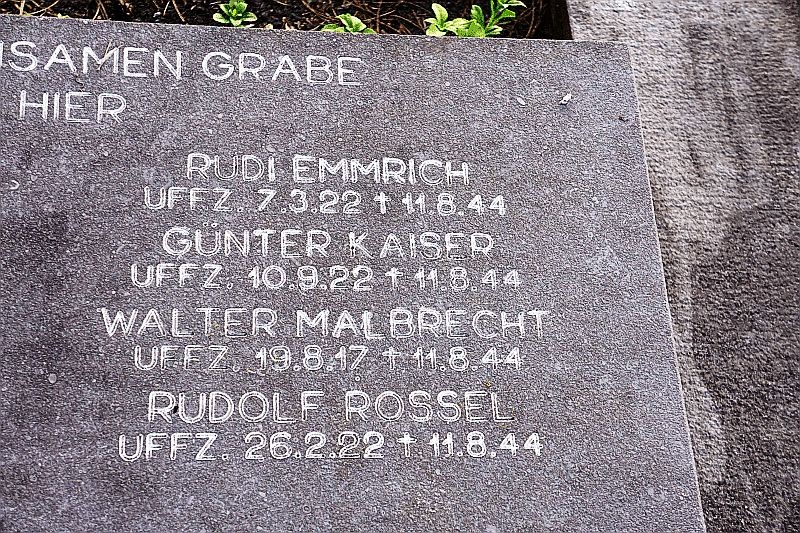 ISAMEN GRABE
HIER
RUDI EMMRICH
UFFZ. 7.3.22 † 11.8.44
GÜNTER KAISER
UFFZ. 10.9.22 † 11.8.44
WALTER MALBRECHT
UFFZ. 19.8.17 † 11.8.44
RUDOLF ROSSEL
UFFZ. 26.2.22 † 11.8.44